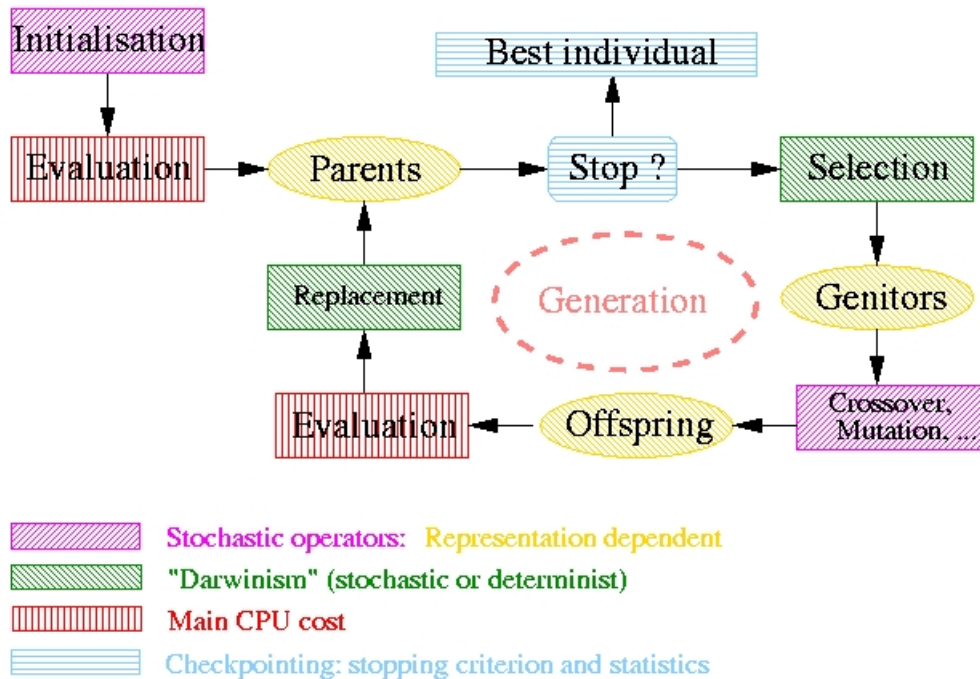 Initialisation
Best individual
Evaluation
Parents
Stop ?
Selection
Replacement
Generation
Genitors
Evaluation
Offspring
Crossover,
Mutation, ...
Stochastic operators: Representation dependent
"Darwinism" (stochastic or determinist)
Main CPU cost
Checkpointing: stopping criterion and statistics